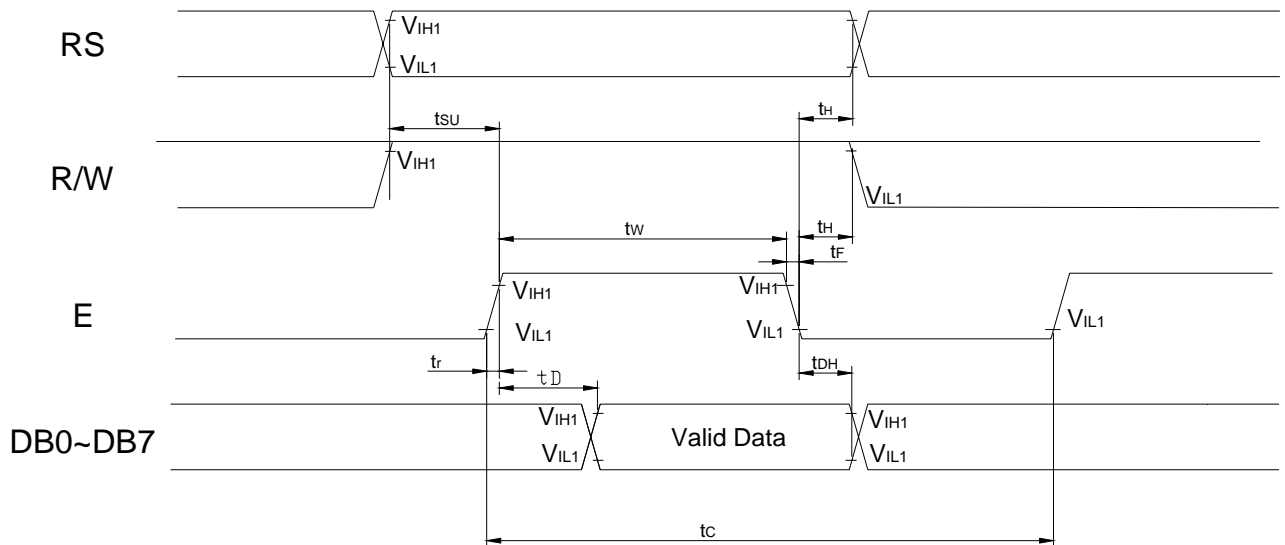 RS
VIH1
VIL1
tSU
tH
R/W
VIH1
VIL1
tW
tH
tF
E
VIH1
VIH1
VIL1
VIL1
VIL1
tr
tD
tDH
DB0~DB7
VIH1
Valid Data
VIH1
VIL1
VIL1
tC